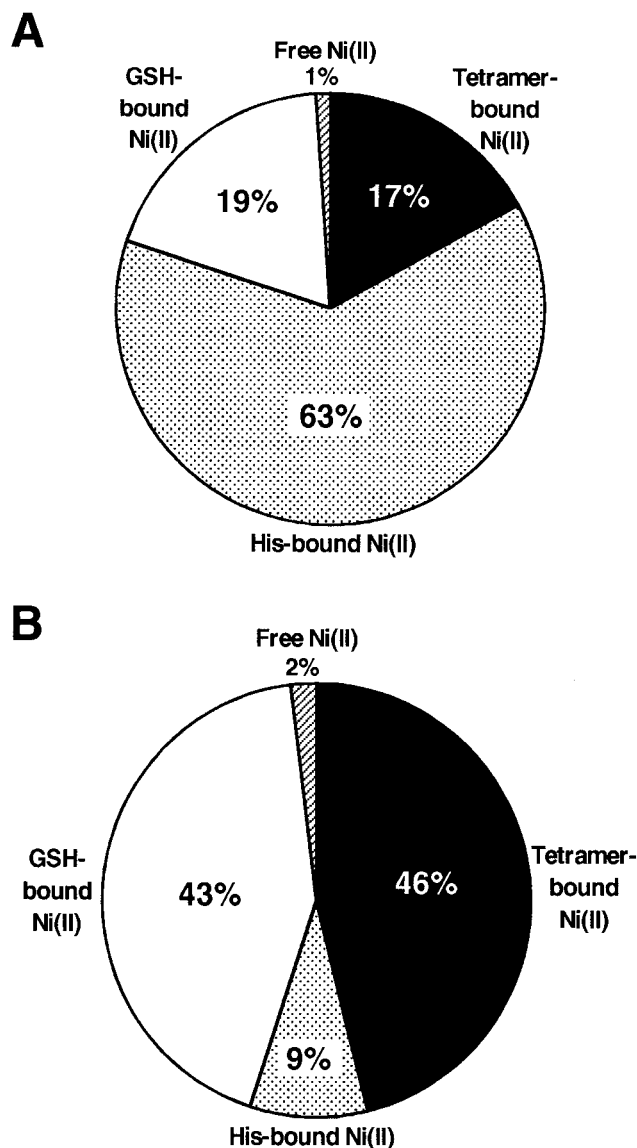 A
Free Ni(II)
1%
GSH-
bound
Ni(II)
Tetramer-
bound
Ni(II)
19%
17%
63%
His-bound Ni(II)
B
Free Ni(II)
2%
GSH-
bound
Ni(II)
43%
46%
Tetramer-
bound
Ni(II)
9%
His-bound Ni(II)